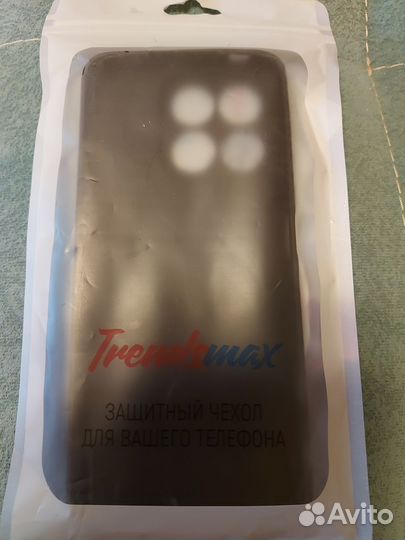 Trendsmax
ЗАЩИТНЫЙ ЧЕХОЛ
ДЛЯ ВАШЕГО ТЕЛЕФОНА
Avito